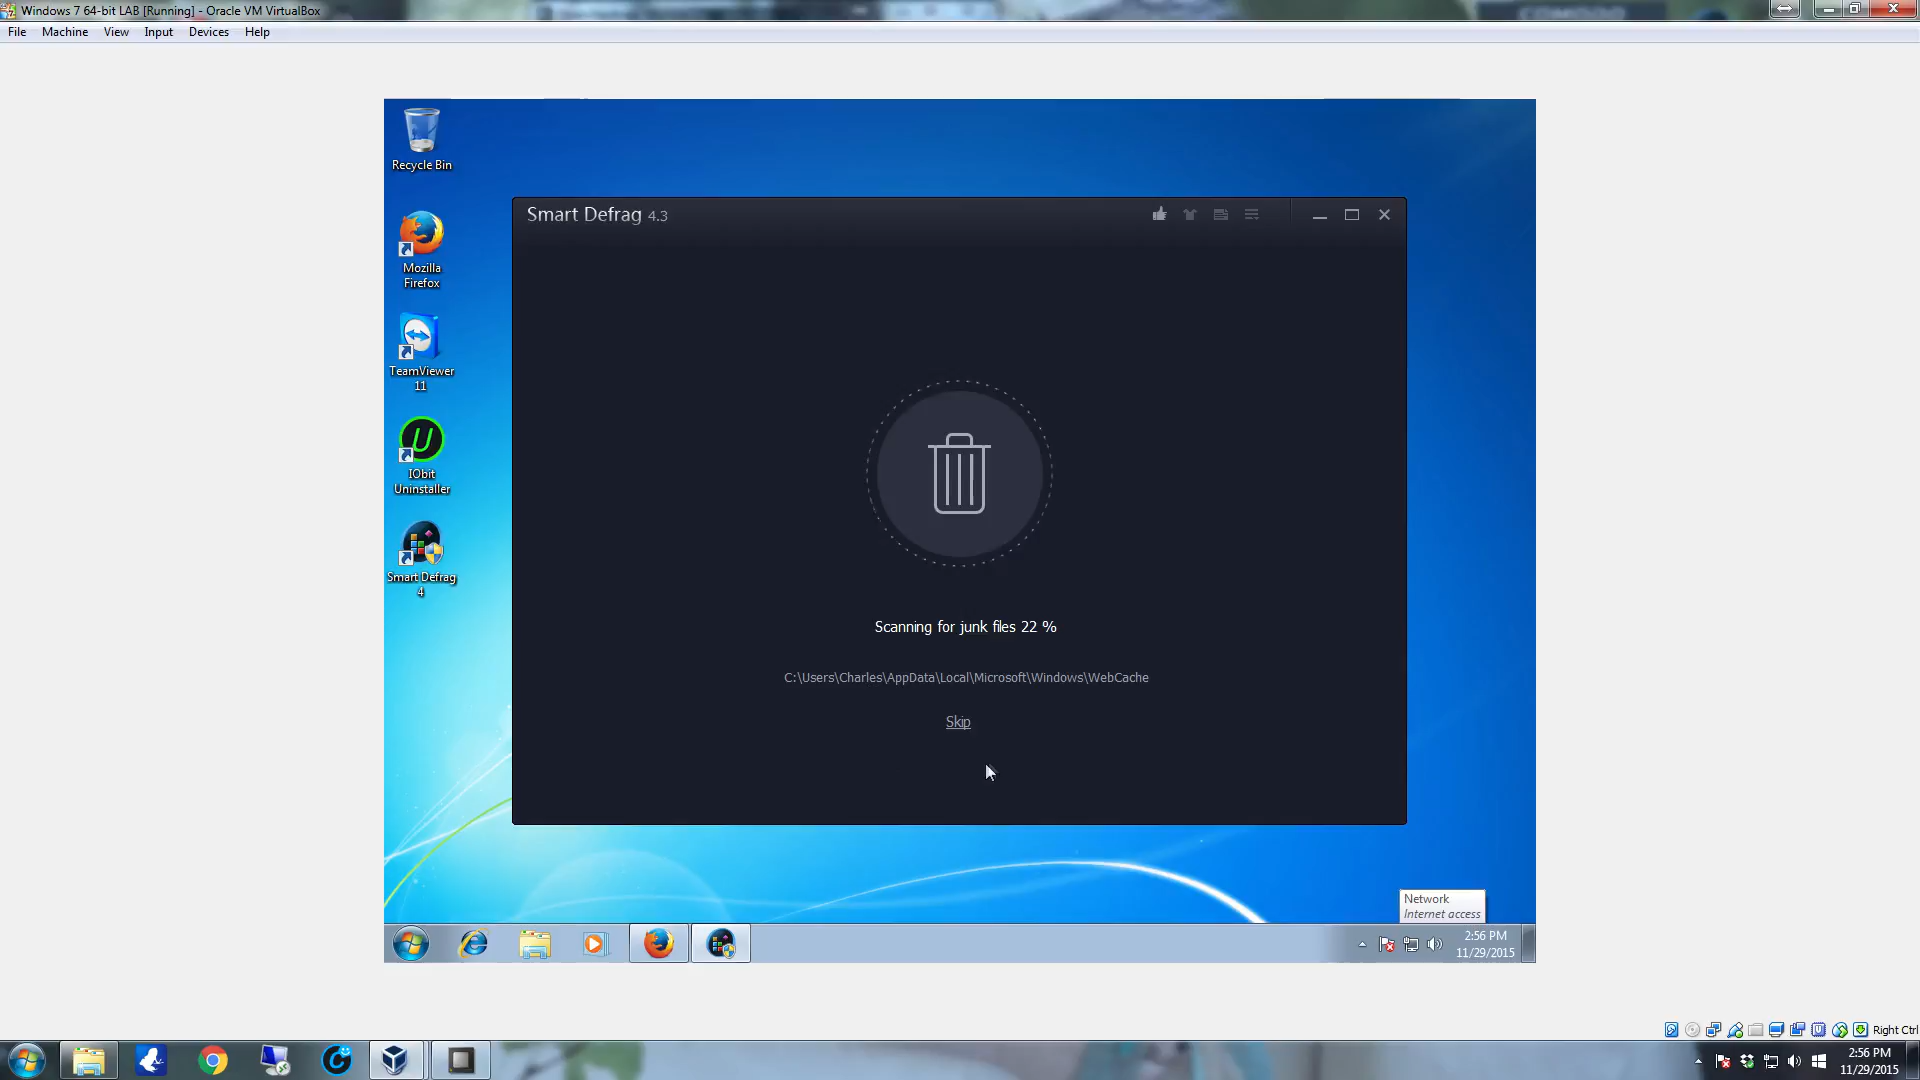 Windows 7 64-bit LAB [Running] - Oracle VM VirtualBox
File Machine View Input Devices Help
Recycle Bin
Mozilla
Firefox
TeamViewer
11
IObit
Uninstaller
Smart Defrag
4
Smart Defrag 4.3
Scanning for junk files 22 %
C:\Users\Charles\AppData\Local\Microsoft\Windows\WebCache
Skip
Network
Internet access
2:56 PM
11/29/2015
Right Ctrl
2:56 PM
11/29/2015